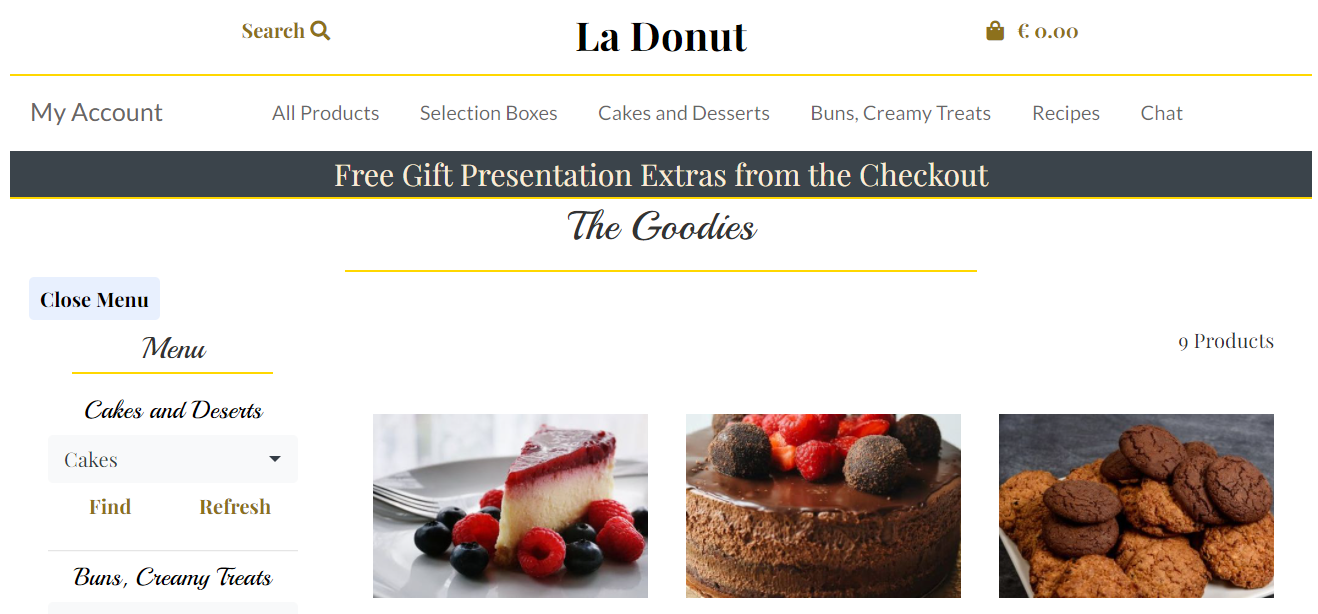 Search
La Donut
€ 0.00
My Account
All Products
Selection Boxes
Cakes and Desserts
Buns, Creamy Treats
Recipes
Chat
Free Gift Presentation Extras from the Checkout
The Goodies
Close Menu
Menu
9 Products
Cakes and Deserts
Cakes
Find
Refresh
Buns, Creamy Treats